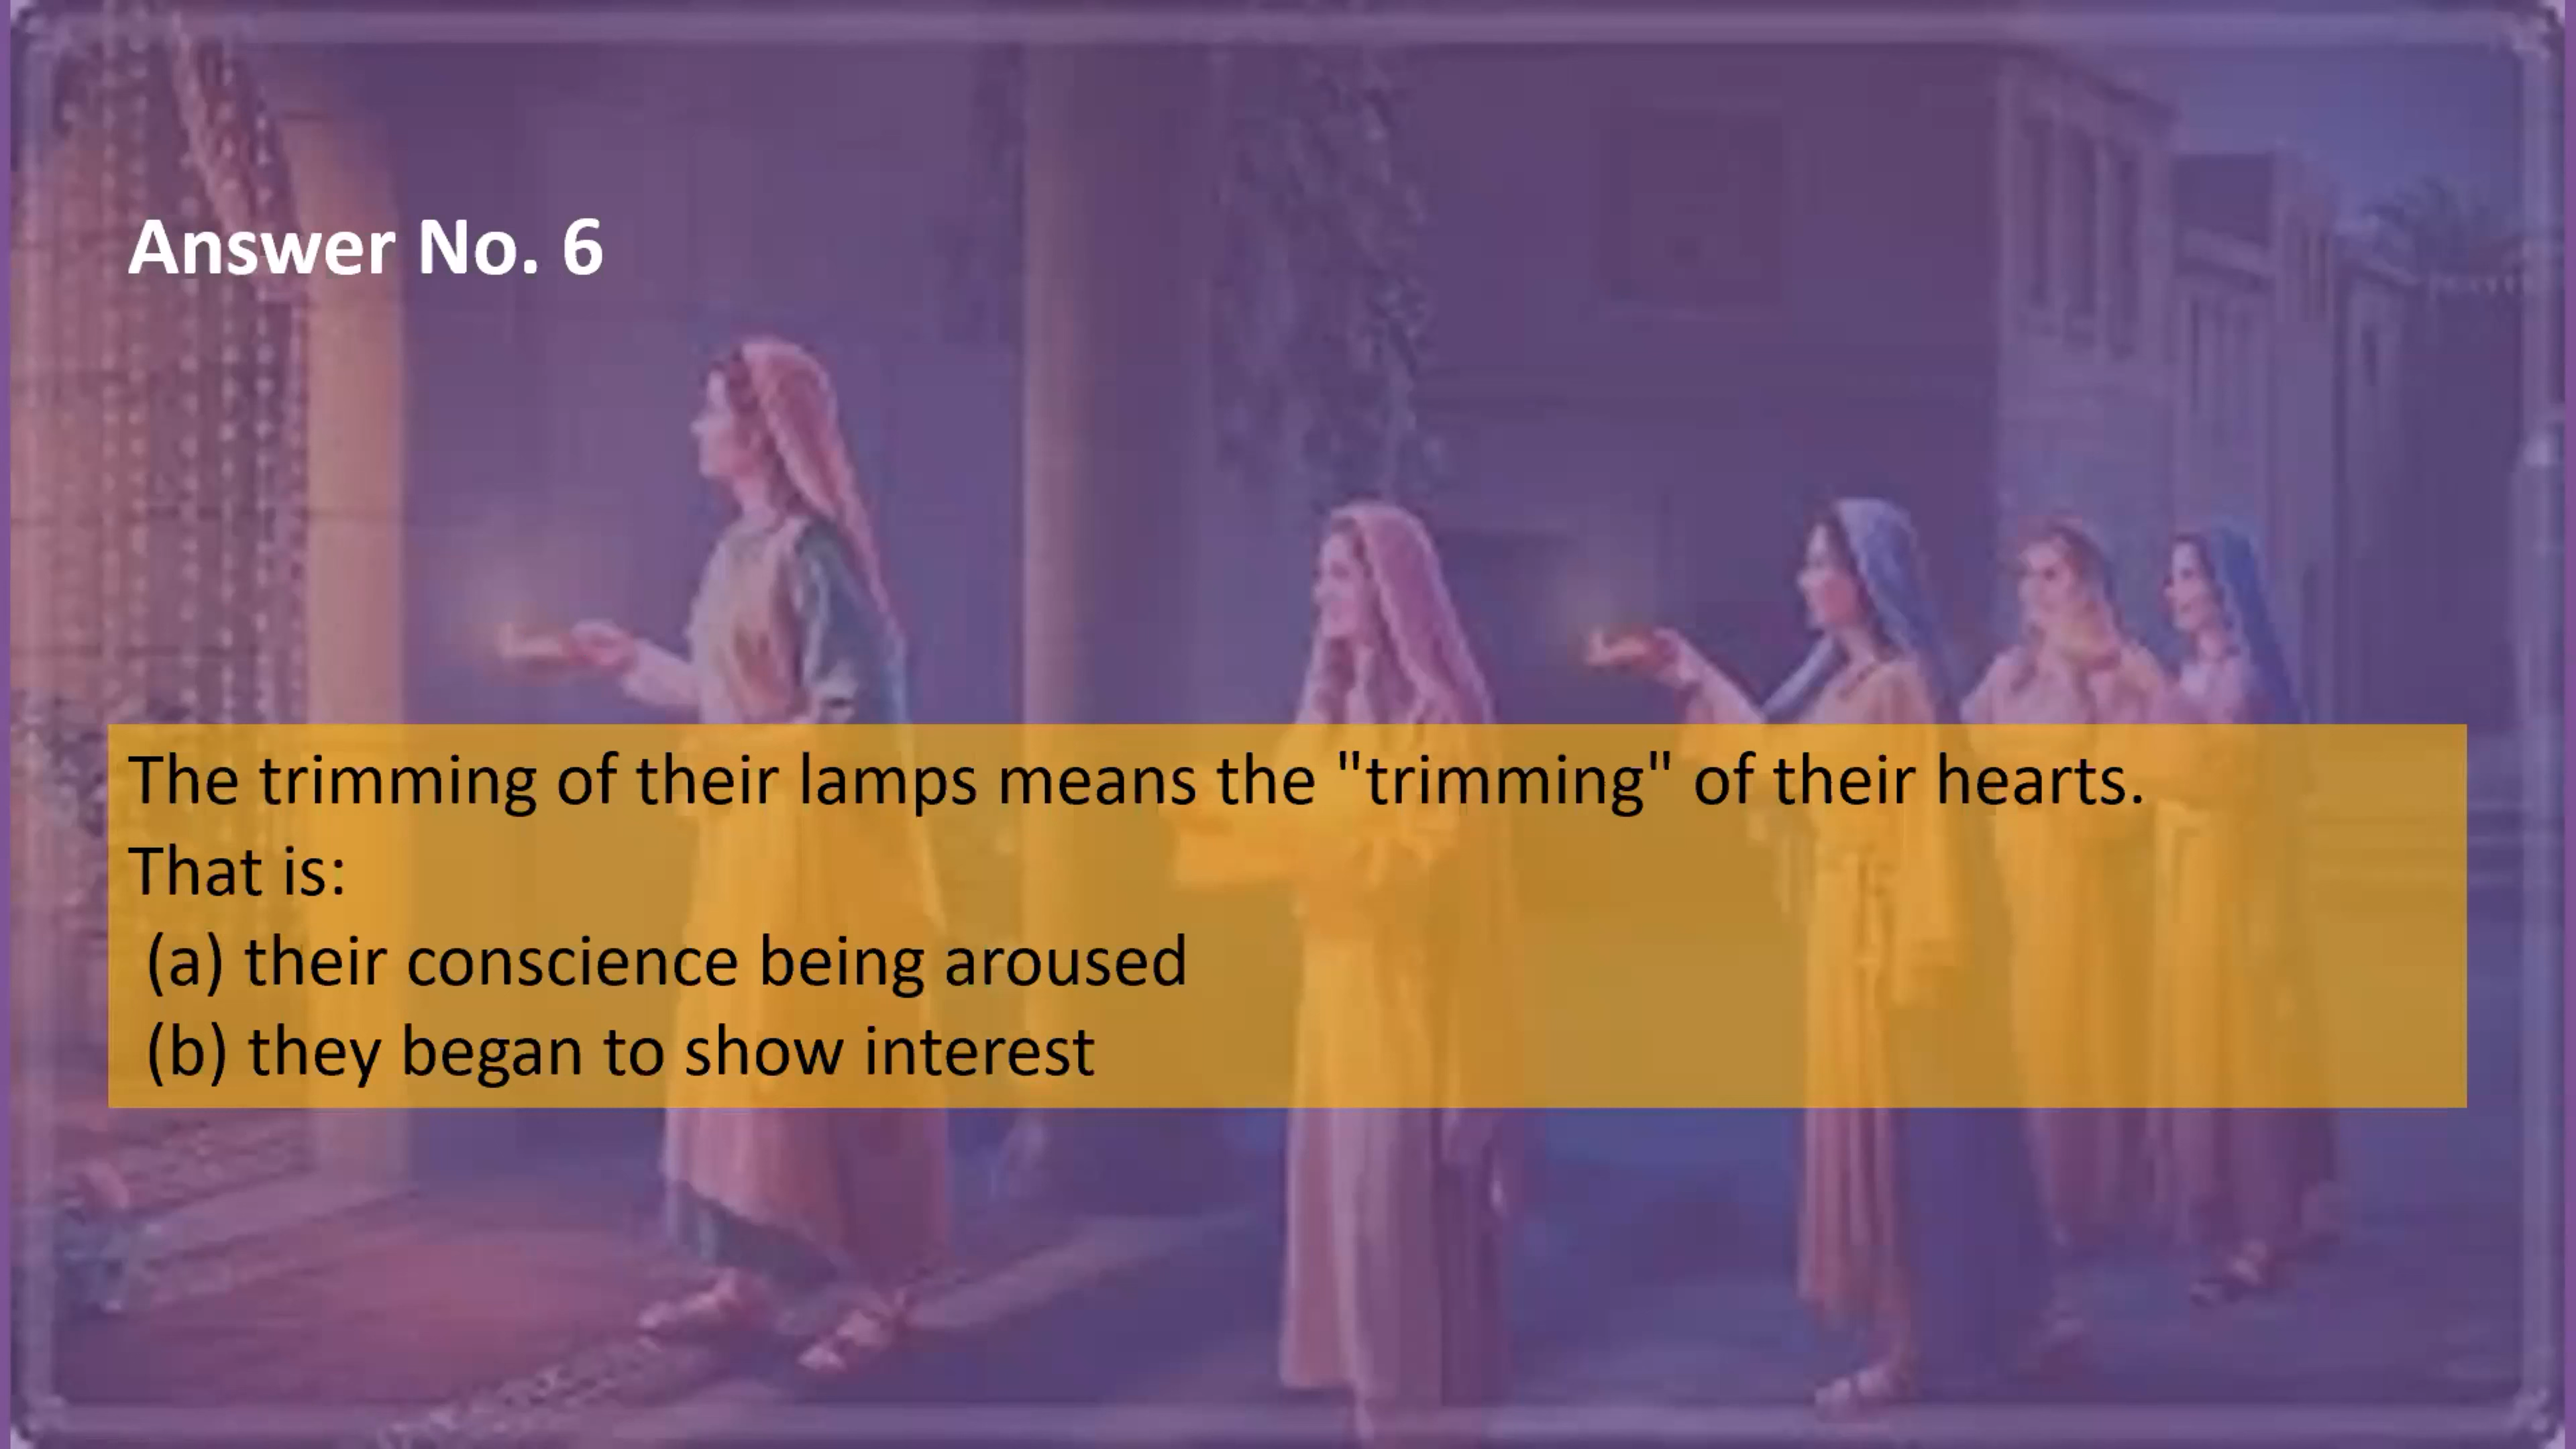 Answer No. 6
The trimming of their lamps means the "trimming" of their hearts.
That is:
(a) their conscience being aroused
(b) they began to show interest